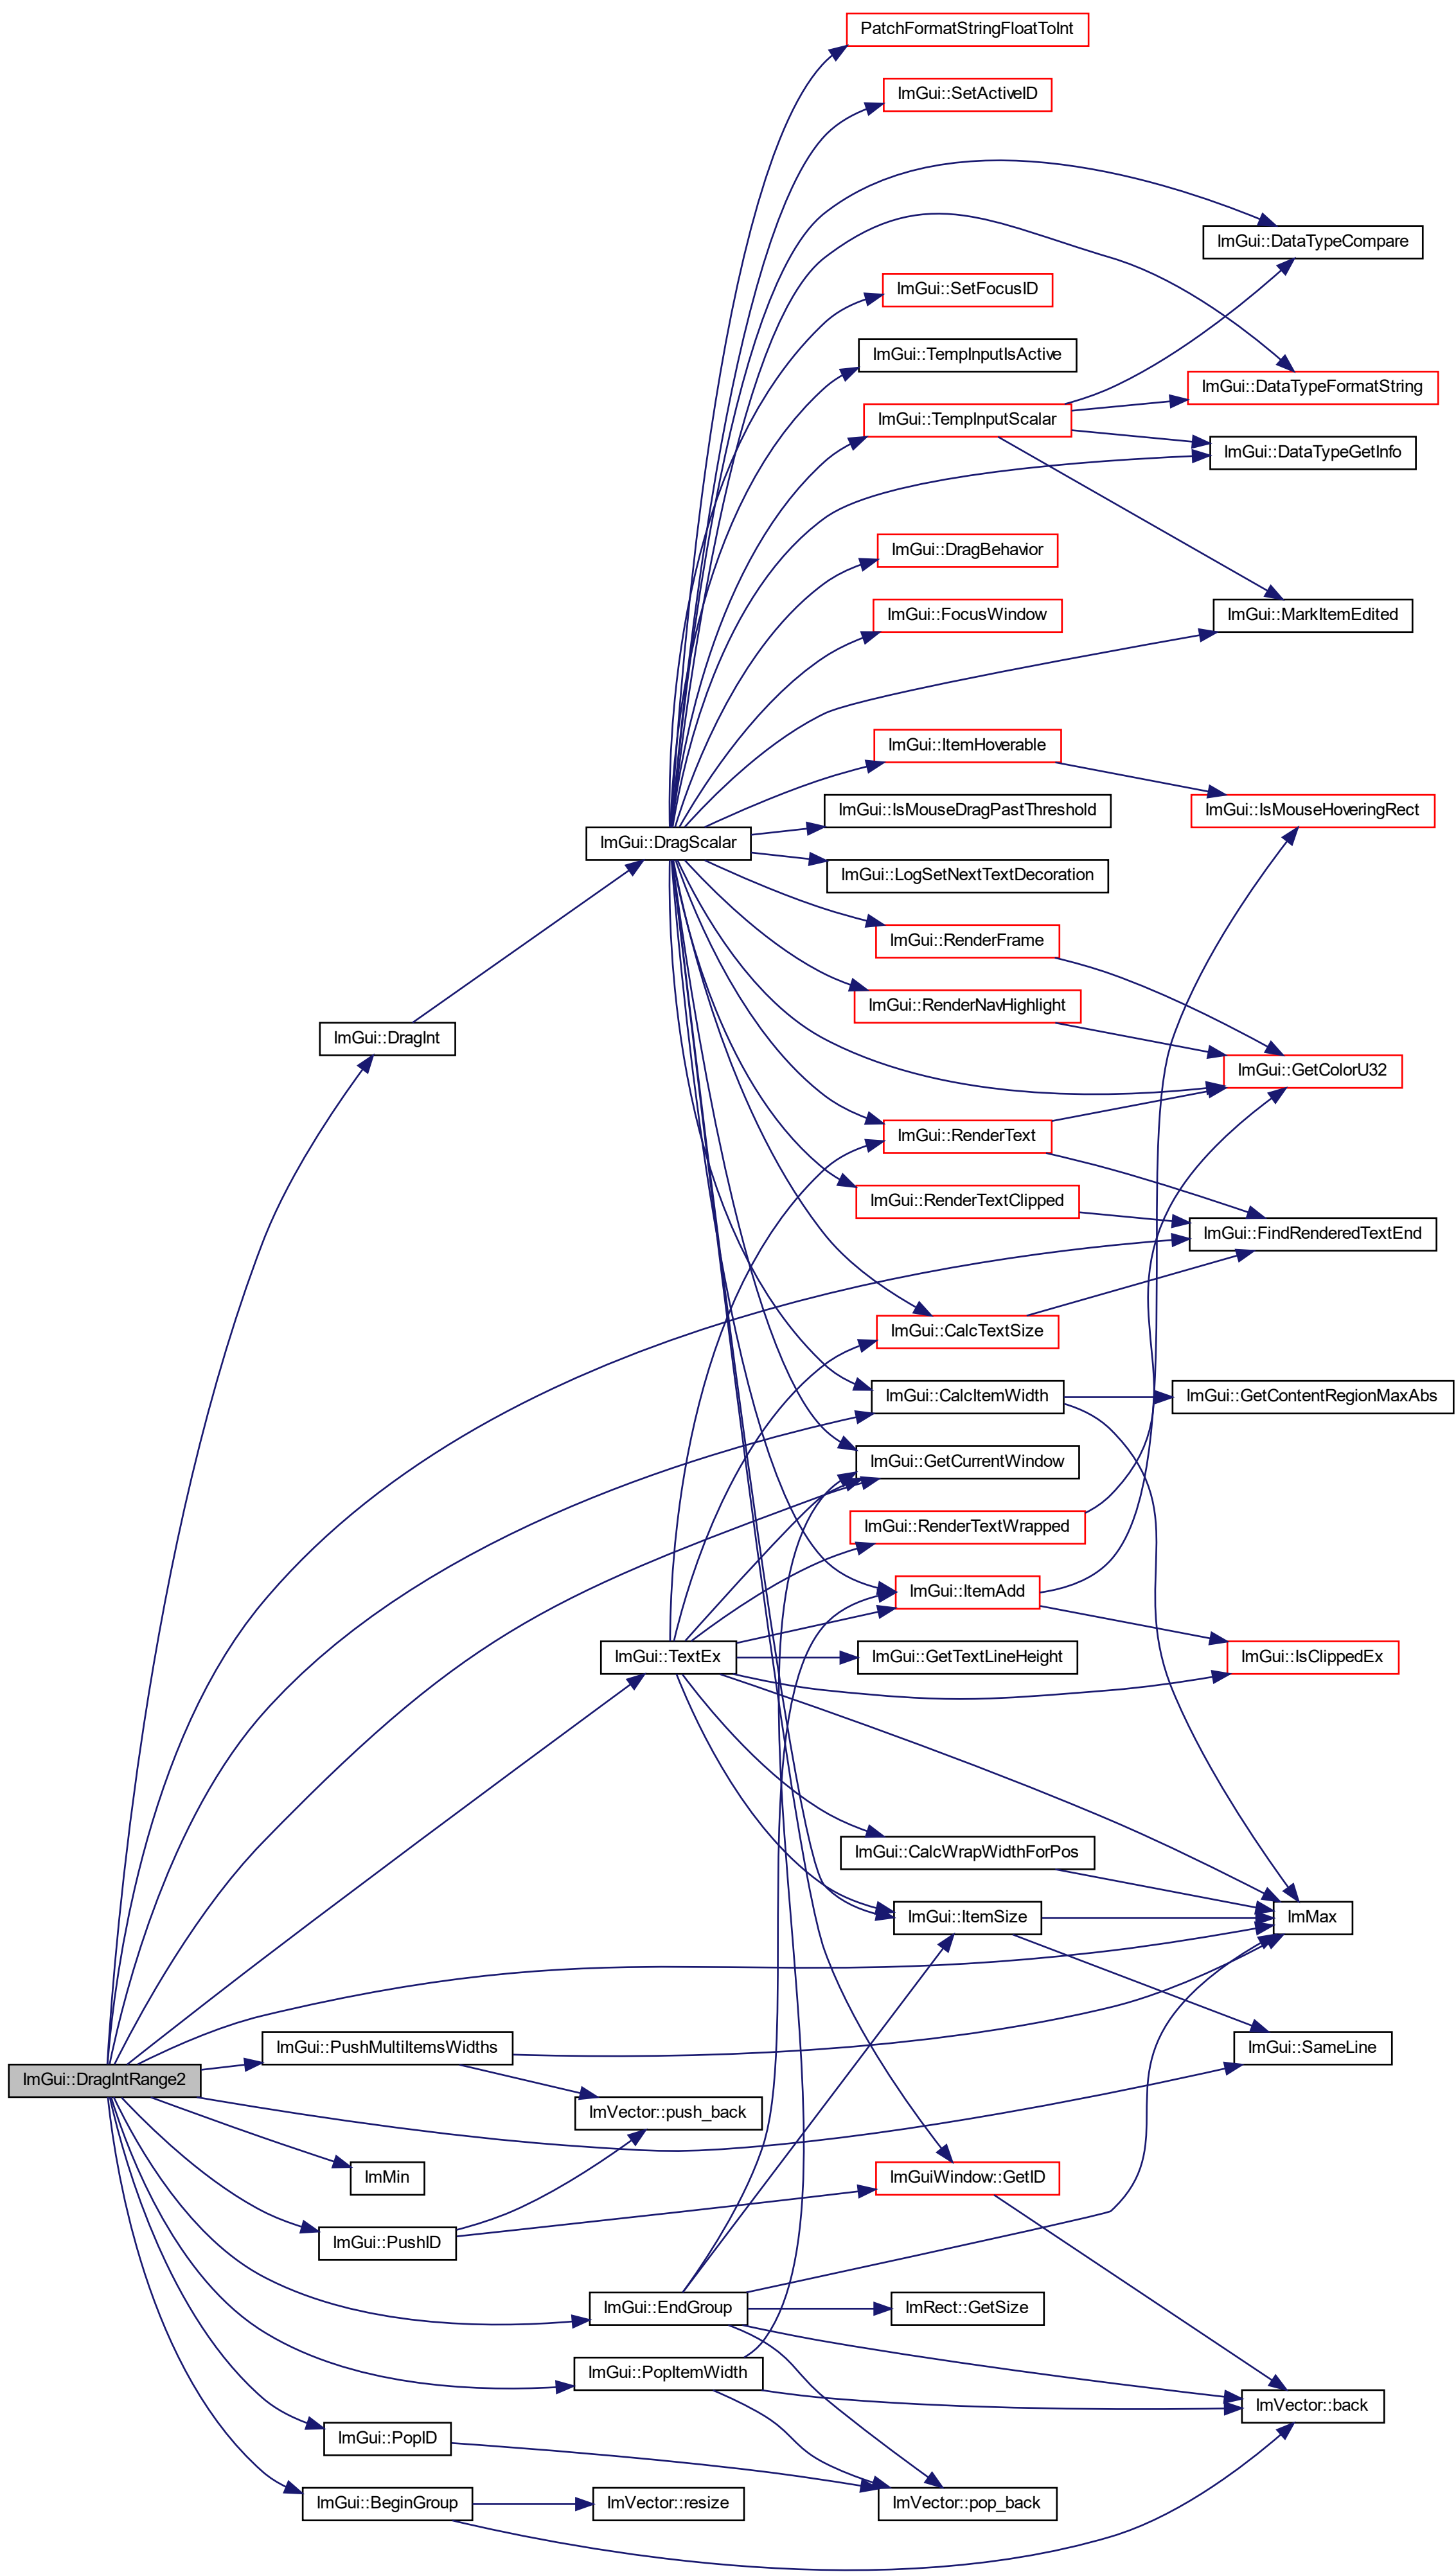 PatchFormatStringFloatToInt
ImGui::SetActiveID
ImGui::DataTypeCompare
ImGui::SetFocusID
ImGui::TempInputIsActive
ImGui::DataTypeFormatString
ImGui::TempInputScalar
ImGui::DataTypeGetInfo
ImGui::DragBehavior
ImGui::FocusWindow
ImGui::MarkItemEdited
ImGui::ItemHoverable
ImGui::IsMouseDragPastThreshold
ImGui::IsMouseHoveringRect
ImGui::DragScalar
ImGui::LogSetNextTextDecoration
ImGui::RenderFrame
ImGui::RenderNavHighlight
ImGui::DragInt
ImGui::GetColorU32
ImGui::RenderText
ImGui::RenderTextClipped
ImGui::FindRenderedTextEnd
ImGui::CalcTextSize
ImGui::CalcItemWidth
ImGui::GetContentRegionMaxAbs
ImGui::GetCurrentWindow
ImGui::RenderTextWrapped
ImGui::ItemAdd
ImGui::TextEx
ImGui::GetTextLineHeight
ImGui::IsClippedEx
ImGui::CalcWrapWidthForPos
ImGui::ItemSize
ImMax
ImGui::PushMultiItemsWidths
ImGui::SameLine
ImGui::DragIntRange2
ImVector::push_back
ImMin
ImGuiWindow::GetID
ImGui::PushID
ImGui::EndGroup
ImRect::GetSize
ImGui::PopItemWidth
ImVector::back
ImGui::PopID
ImGui::BeginGroup
ImVector::resize
ImVector::pop_back